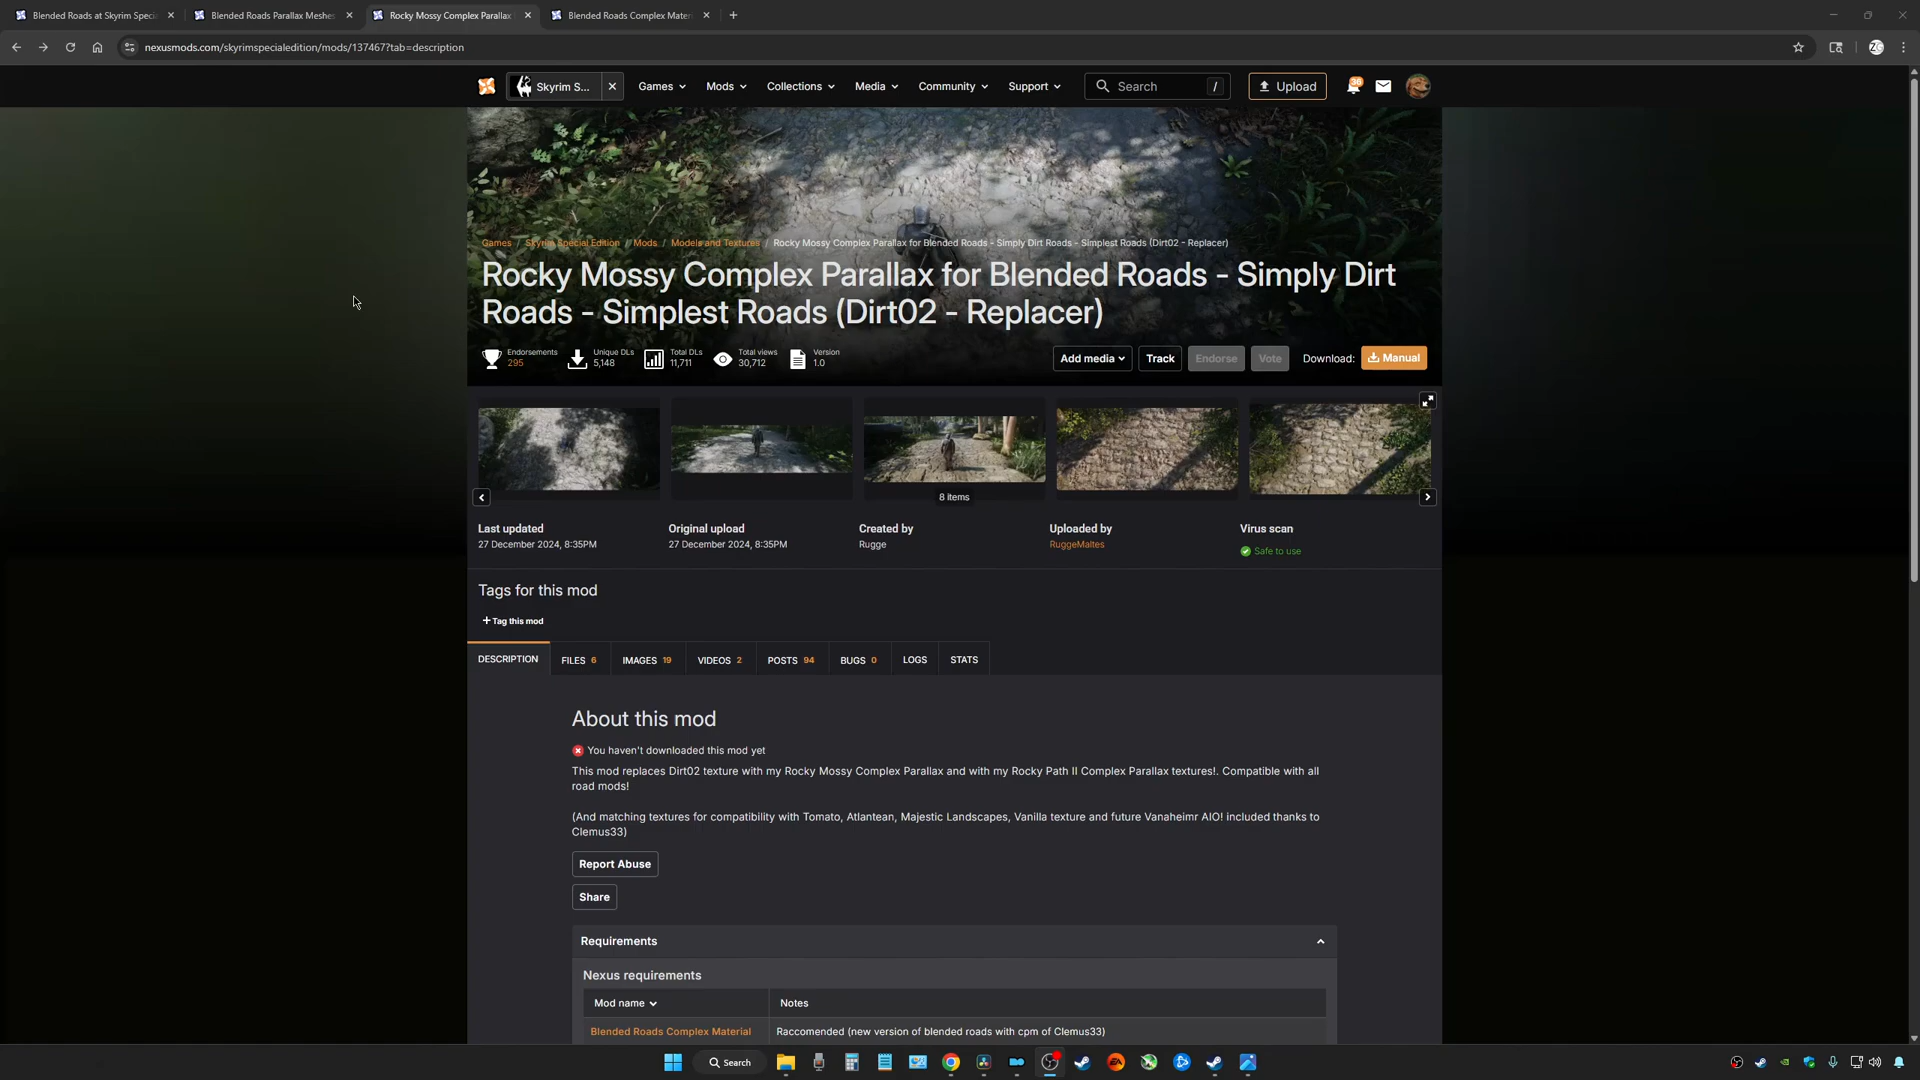 Blended Roads at Skyrim Speci
Blended Roads Parallax Meshes
Rocky Mossy Complex Parallax
Blended Roads Complex Mater
nexusmods.com/skyrimspecialedition/mods/137467?tab=description
ZG
Skyrim S...
Games
Mods
Collections
Media
Community
Support
Search
/
Upload
36
Games / Skyrim Special Edition / Mods / Models and Textures / Rocky Mossy Complex Parallax for Blended Roads - Simply Dirt Roads - Simplest Roads (Dirt02 - Replacer)
Rocky Mossy Complex Parallax for Blended Roads - Simply Dirt
Roads - Simplest Roads (Dirt02 - Replacer)
Endorsements
295
Unique DLs
5,148
Total DLs
11,711
Total views
30,712
Version
1.0
Add media
Track
Endorse
Vote
Download:
Manual
8 items
Last updated
27 December 2024, 8:35PM
Original upload
27 December 2024, 8:35PM
Created by
Rugge
Uploaded by
RuggeMaltes
Virus scan
Safe to use
Tags for this mod
+ Tag this mod
DESCRIPTION
FILES 6
IMAGES 19
VIDEOS 2
POSTS 94
BUGS 0
LOGS
STATS
About this mod
You haven't downloaded this mod yet
This mod replaces Dirt02 texture with my Rocky Mossy Complex Parallax and with my Rocky Path II Complex Parallax textures!. Compatible with all
road mods!
(And matching textures for compatibility with Tomato, Atlantean, Majestic Landscapes, Vanilla texture and future Vanaheimr AIO! included thanks to
Clemus33)
Report Abuse
Share
Requirements
Nexus requirements
Mod name
Notes
Blended Roads Complex Material
Raccomended (new version of blended roads with cpm of Clemus33)
Search